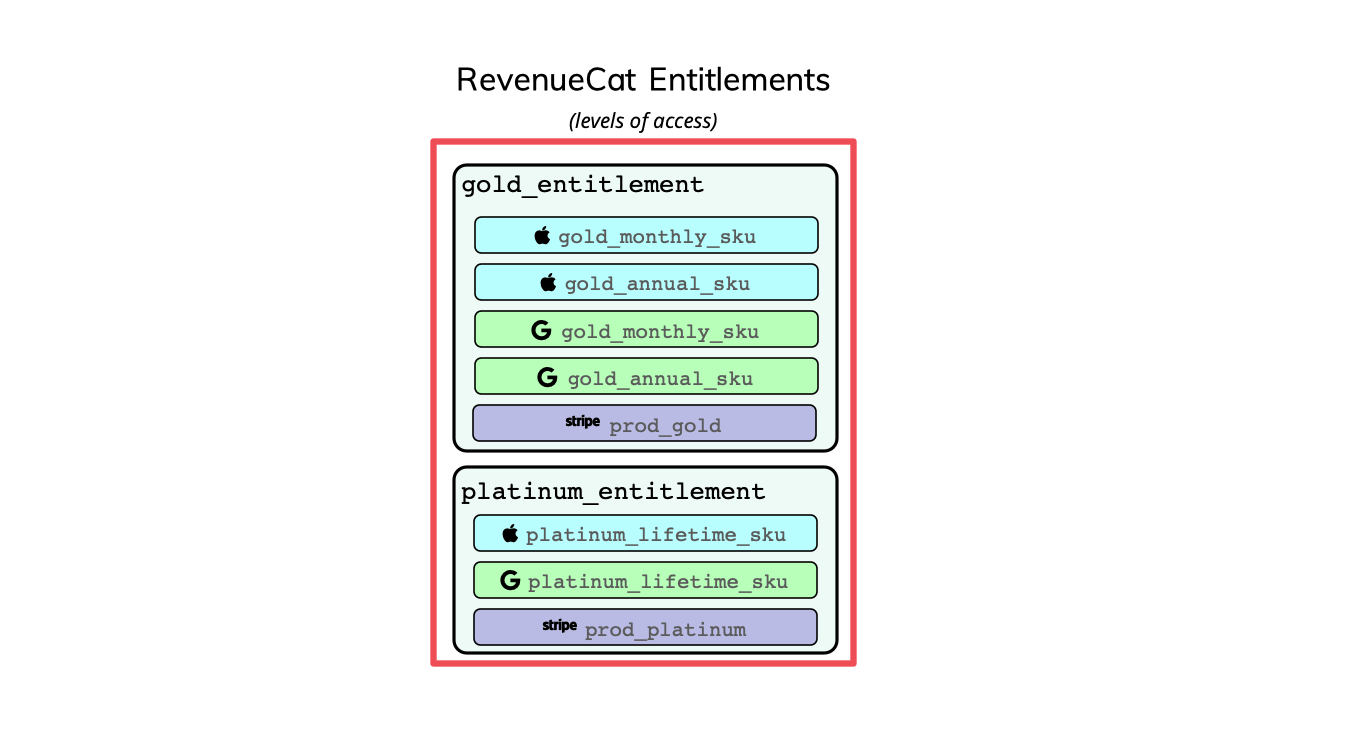 RevenueCat Entitlements
(levels of access)
gold_entitlement
gold_monthly_sku
gold_annual_sku
G gold_monthly_sku
G gold_annual_sku
stripe prod_gold
platinum_entitlement
platinum_lifetime_sku
G platinum_lifetime_sku
stripe prod_platinum